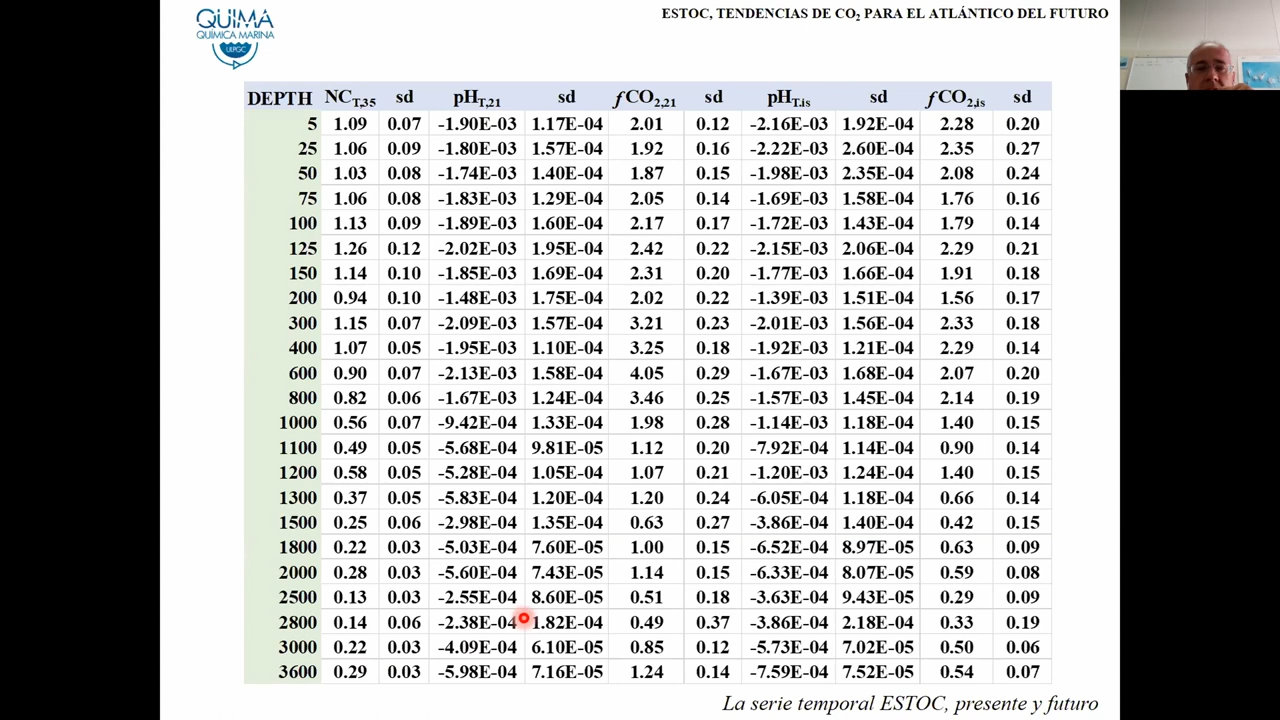 QUIMA
QUÍMICA MARINA
ULPGC
ESTOC, TENDENCIAS DE CO₂ PARA EL ATLÁNTICO DEL FUTURO
DEPTH NC_T,35 sd pH_T,21 sd fCO_2,21 sd pH_T.is sd fCO_2,is sd
5 1.09 0.07 -1.90E-03 1.17E-04 2.01 0.12 -2.16E-03 1.92E-04 2.28 0.20
25 1.06 0.09 -1.80E-03 1.57E-04 1.92 0.16 -2.22E-03 2.60E-04 2.35 0.27
50 1.03 0.08 -1.74E-03 1.40E-04 1.87 0.15 -1.98E-03 2.35E-04 2.08 0.24
75 1.06 0.08 -1.83E-03 1.29E-04 2.05 0.14 -1.69E-03 1.58E-04 1.76 0.16
100 1.13 0.09 -1.89E-03 1.60E-04 2.17 0.17 -1.72E-03 1.43E-04 1.79 0.14
125 1.26 0.12 -2.02E-03 1.95E-04 2.42 0.22 -2.15E-03 2.06E-04 2.29 0.21
150 1.14 0.10 -1.85E-03 1.69E-04 2.31 0.20 -1.77E-03 1.66E-04 1.91 0.18
200 0.94 0.10 -1.48E-03 1.75E-04 2.02 0.22 -1.39E-03 1.51E-04 1.56 0.17
300 1.15 0.07 -2.09E-03 1.57E-04 3.21 0.23 -2.01E-03 1.56E-04 2.33 0.18
400 1.07 0.05 -1.95E-03 1.10E-04 3.25 0.18 -1.92E-03 1.21E-04 2.29 0.14
600 0.90 0.07 -2.13E-03 1.58E-04 4.05 0.29 -1.67E-03 1.68E-04 2.07 0.20
800 0.82 0.06 -1.67E-03 1.24E-04 3.46 0.25 -1.57E-03 1.45E-04 2.14 0.19
1000 0.56 0.07 -9.42E-04 1.33E-04 1.98 0.28 -1.14E-03 1.18E-04 1.40 0.15
1100 0.49 0.05 -5.68E-04 9.81E-05 1.12 0.20 -7.92E-04 1.14E-04 0.90 0.14
1200 0.58 0.05 -5.28E-04 1.05E-04 1.07 0.21 -1.20E-03 1.24E-04 1.40 0.15
1300 0.37 0.05 -5.83E-04 1.20E-04 1.20 0.24 -6.05E-04 1.18E-04 0.66 0.14
1500 0.25 0.06 -2.98E-04 1.35E-04 0.63 0.27 -3.86E-04 1.40E-04 0.42 0.15
1800 0.22 0.03 -5.03E-04 7.60E-05 1.00 0.15 -6.52E-04 8.97E-05 0.63 0.09
2000 0.28 0.03 -5.60E-04 7.43E-05 1.14 0.15 -6.33E-04 8.07E-05 0.59 0.08
2500 0.13 0.03 -2.55E-04 8.60E-05 0.51 0.18 -3.63E-04 9.43E-05 0.29 0.09
2800 0.14 0.06 -2.38E-04 1.82E-04 0.49 0.37 -3.86E-04 2.18E-04 0.33 0.19
3000 0.22 0.03 -4.09E-04 6.10E-05 0.85 0.12 -5.73E-04 7.02E-05 0.50 0.06
3600 0.29 0.03 -5.98E-04 7.16E-05 1.24 0.14 -7.59E-04 7.52E-05 0.54 0.07
La serie temporal ESTOC, presente y futuro